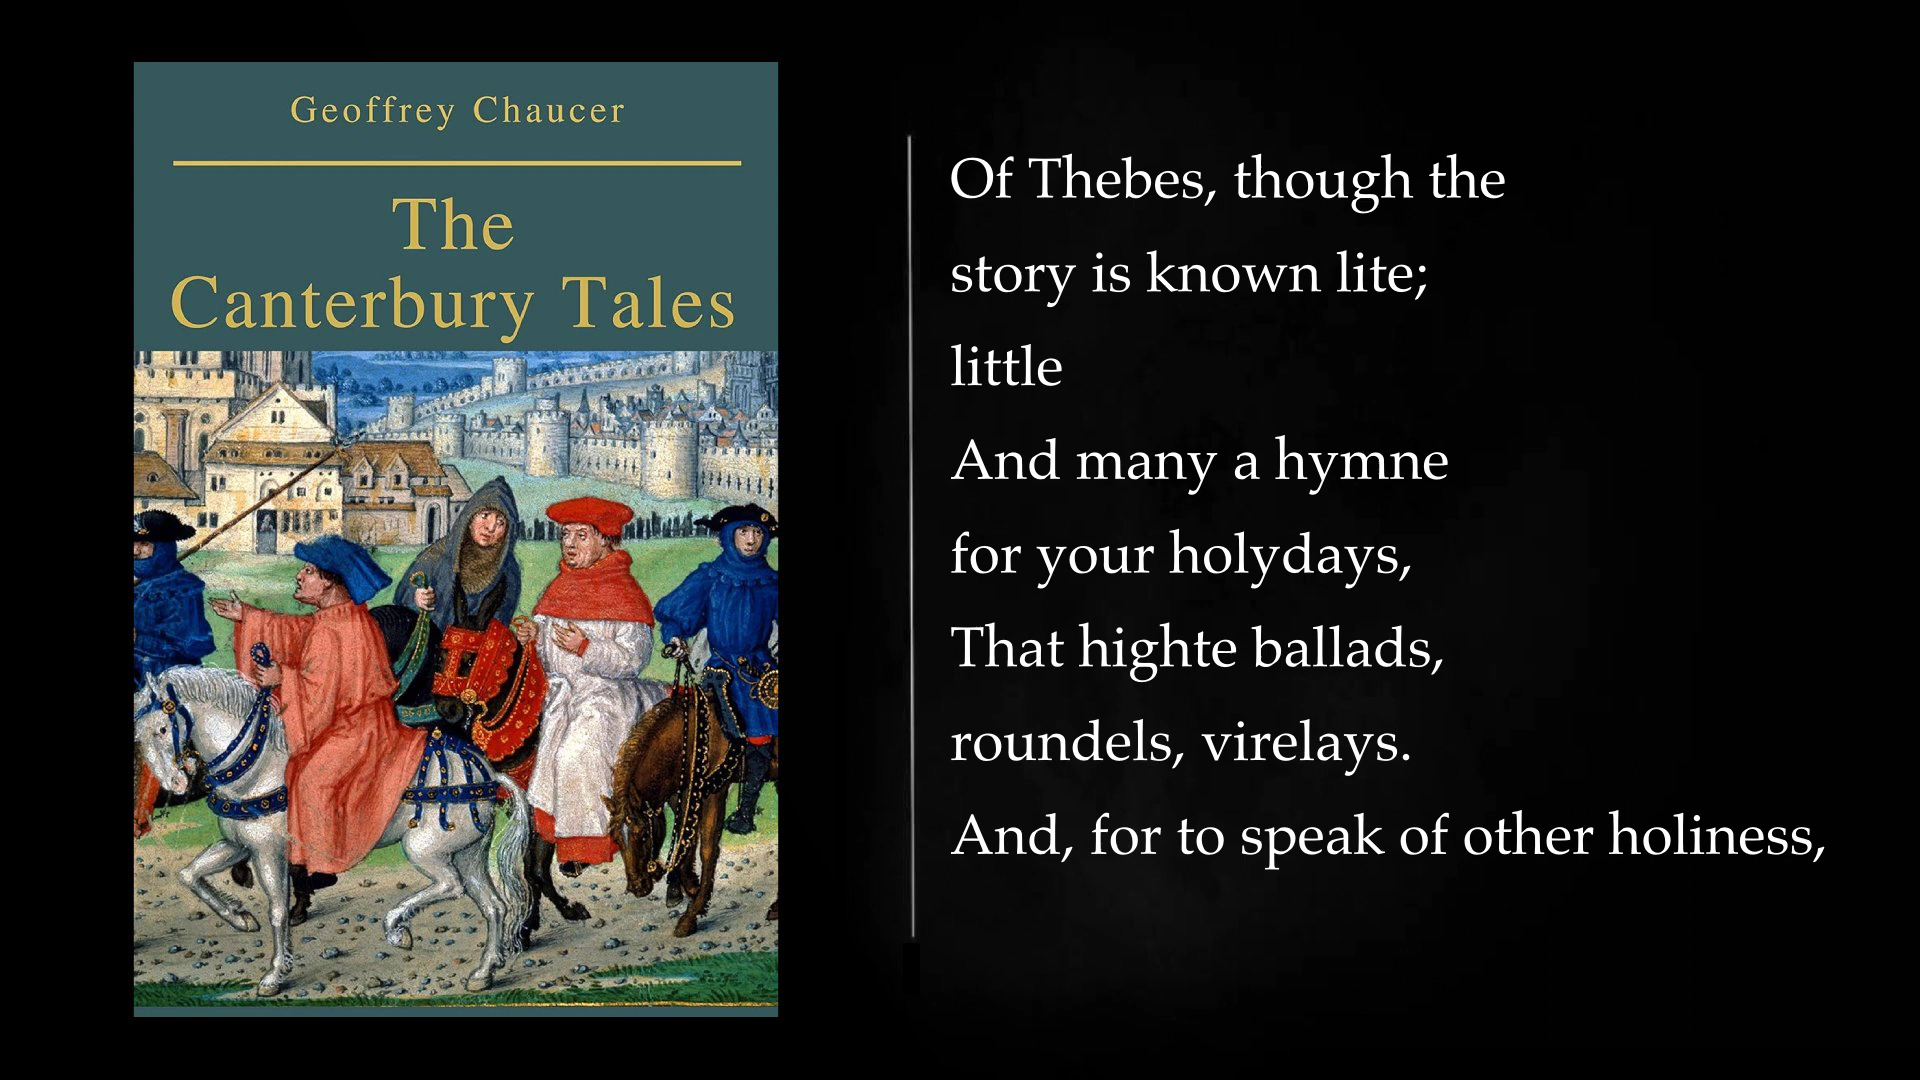 Geoffrey Chaucer
The
Canterbury Tales
Of Thebes, though the
story is known lite;
little
And many a hymne
for your holydays,
That highte ballads,
roundels, virelays.
And, for to speak of other holiness,